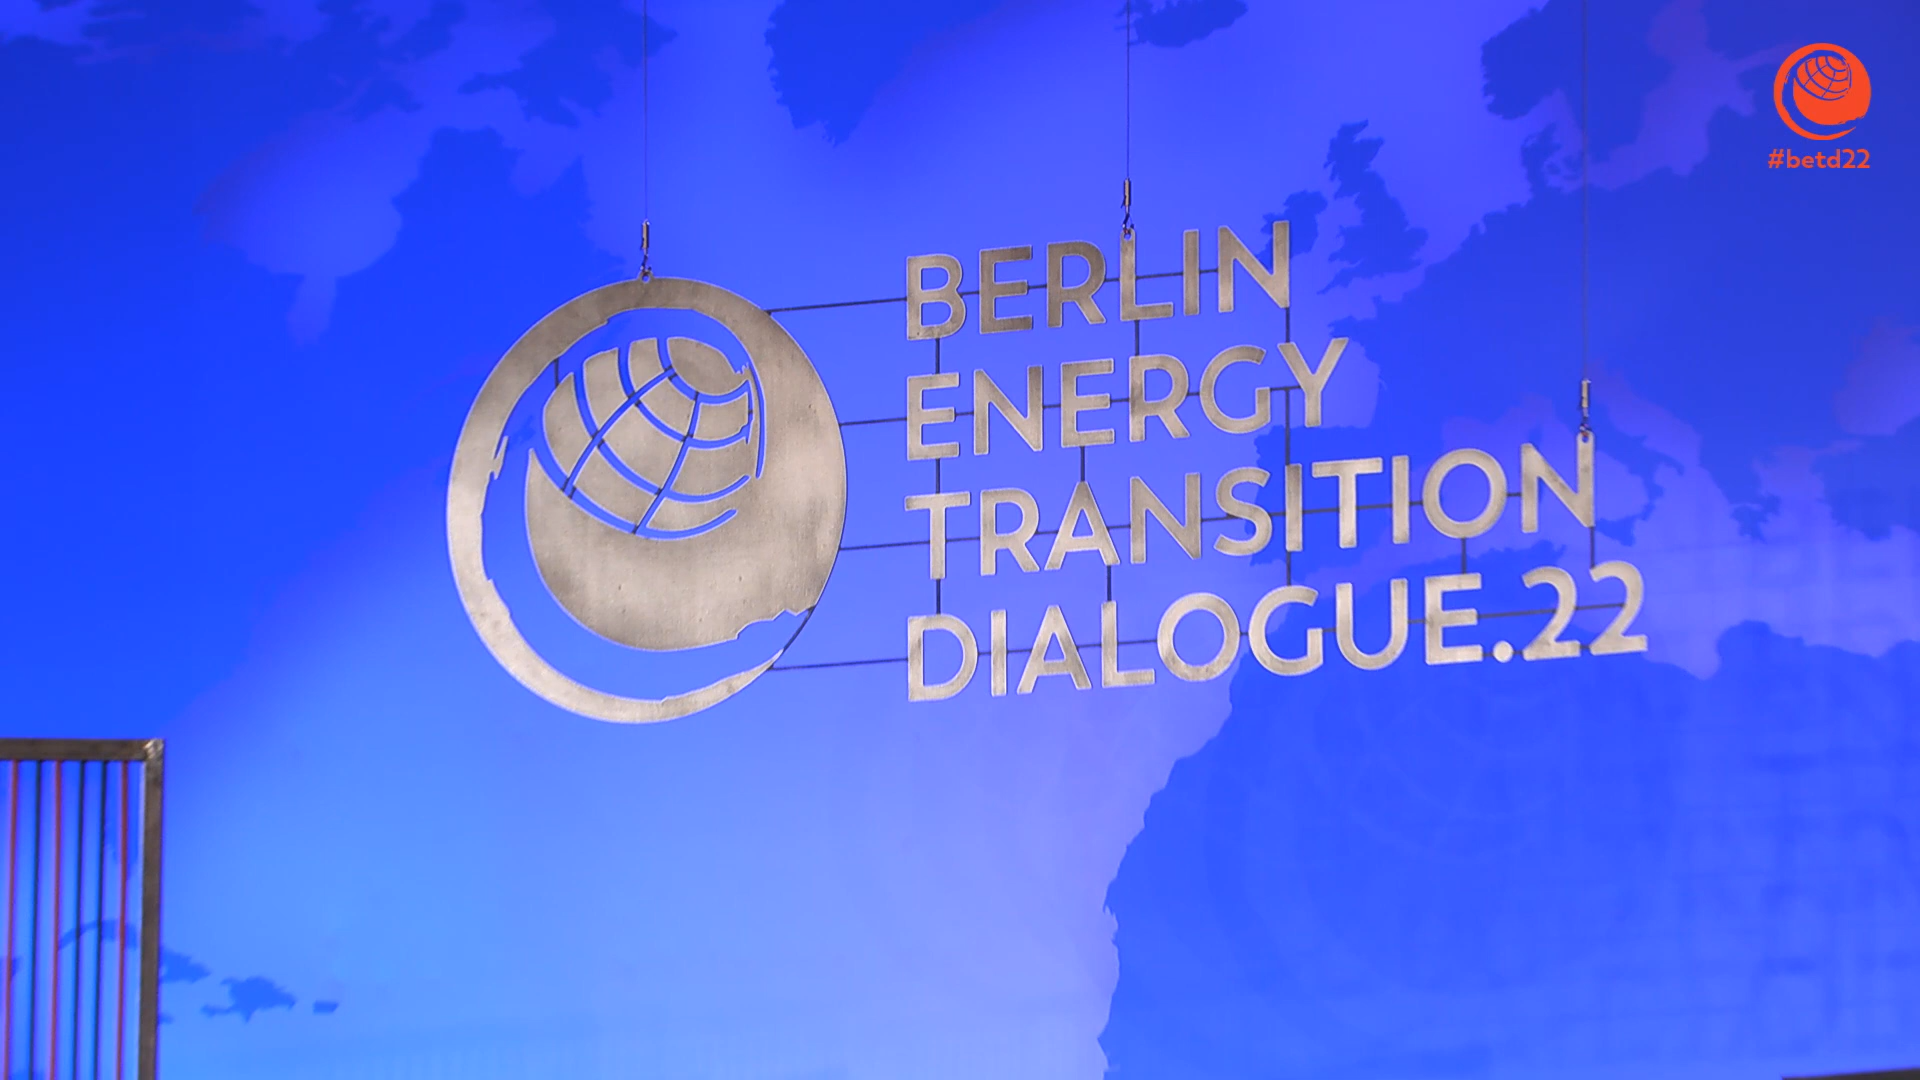 #betd22
BERLIN
ENERGY
TRANSITION
DIALOGUE.22